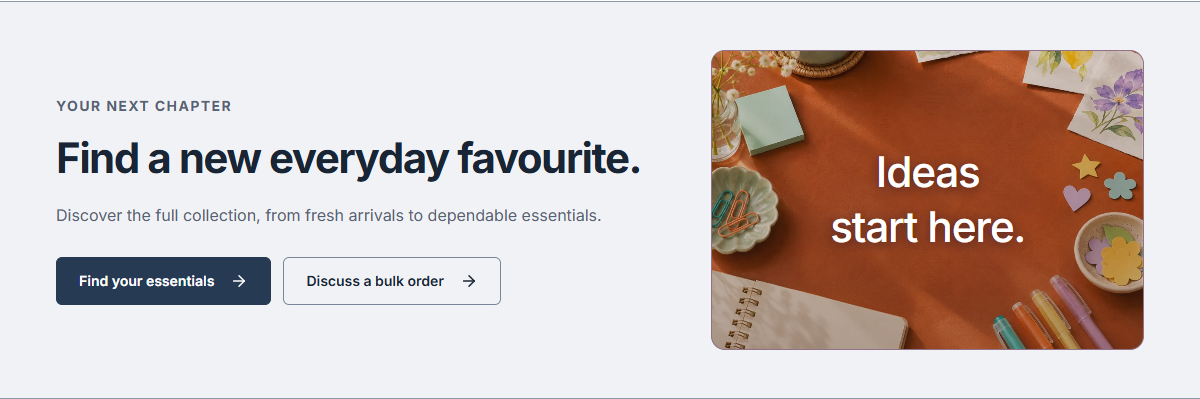 YOUR NEXT CHAPTER
Find a new everyday favourite.
Discover the full collection, from fresh arrivals to dependable essentials.
Find your essentials
Discuss a bulk order
Ideas
start here.